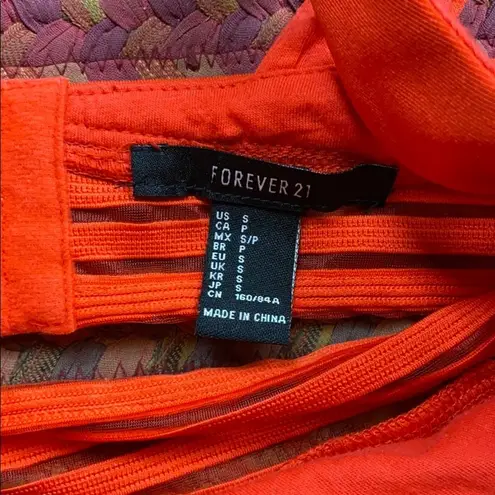 FOREVER 21
US S
CA P
MX S/P
BR P
EU S
UK S
KR S
JP S
CN 160/84A
MADE IN CHINA